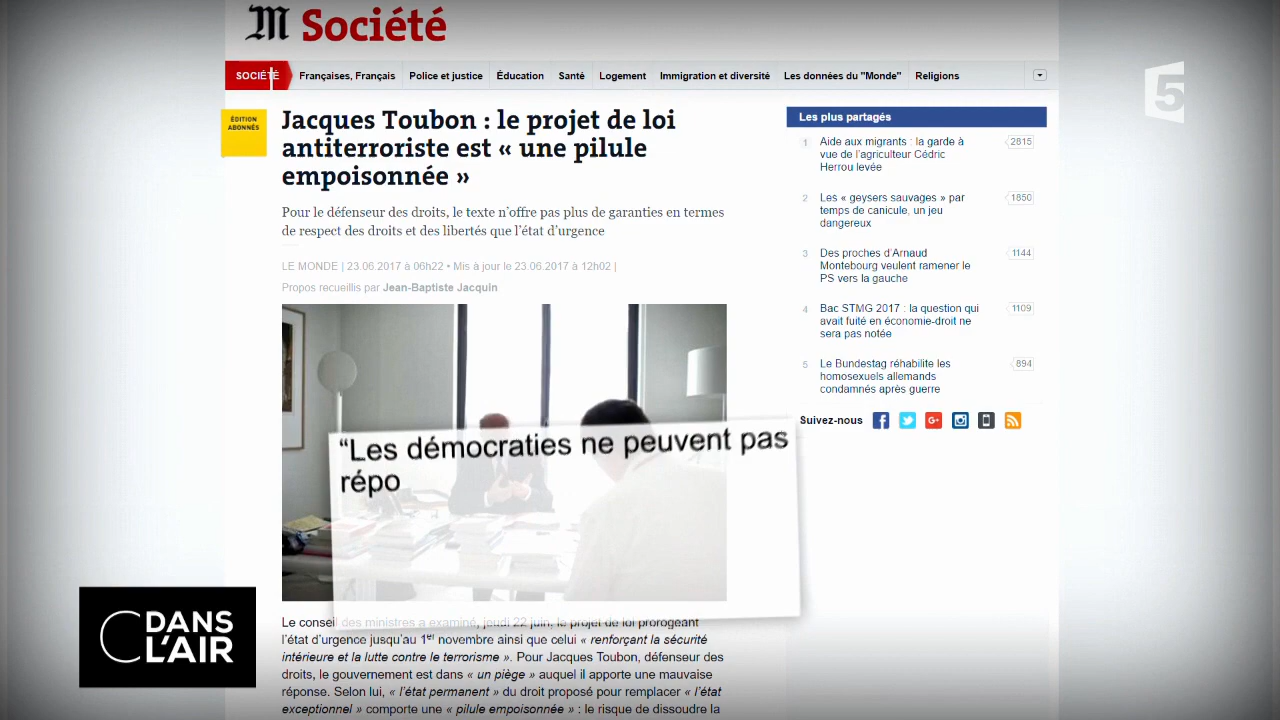 M Société
SOCIÉTÉ
Françaises, Français
Police et justice
Éducation
Santé
Logement
Immigration et diversité
Les données du "Monde"
Religions
5
ÉDITION
ABONNÉS
Jacques Toubon : le projet de loi
antiterroriste est « une pilule
empoisonnée »
Pour le défenseur des droits, le texte n'offre pas plus de garanties en termes
de respect des droits et des libertés que l'état d'urgence
LE MONDE | 23.06.2017 à 06h22 • Mis à jour le 23.06.2017 à 12h02 |
Propos recueillis par Jean-Baptiste Jacquin
“Les démocraties ne peuvent pas
répo
Le conseil des ministres a examiné, jeudi 22 juin, le projet de loi prorogeant
l'état d'urgence jusqu'au 1er novembre ainsi que celui « renforçant la sécurité
intérieure et la lutte contre le terrorisme ». Pour Jacques Toubon, défenseur des
droits, le gouvernement est dans « un piège » auquel il apporte une mauvaise
réponse. Selon lui, « l'état permanent » du droit proposé pour remplacer « l'état
exceptionnel » comporte une « pilule empoisonnée » : le risque de dissoudre la
Les plus partagés
1 Aide aux migrants : la garde à 2815
vue de l'agriculteur Cédric
Herrou levée
2 Les « geysers sauvages » par 1850
temps de canicule, un jeu
dangereux
3 Des proches d'Arnaud 1144
Montebourg veulent ramener le
PS vers la gauche
4 Bac STMG 2017 : la question qui 1109
avait fuité en économie-droit ne
sera pas notée
5 Le Bundestag réhabilite les 894
homosexuels allemands
condamnés après guerre
Suivez-nous
C DANS
L'AIR